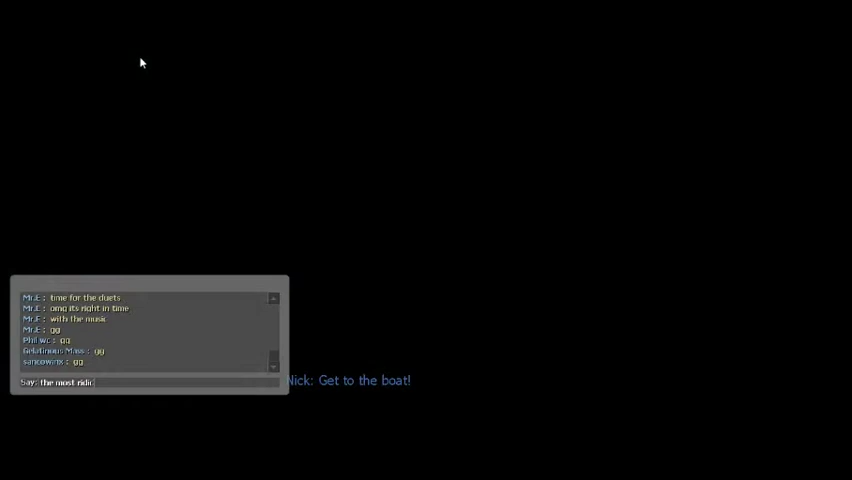 Mr.E : time for the duets
Mr.E : omg its right in time
Mr.E : with the music
Mr.E : gg
Phil wc : gg
Gelatinous Mass : gg
gg
Say: the most ridic
Nick: Get to the boat!